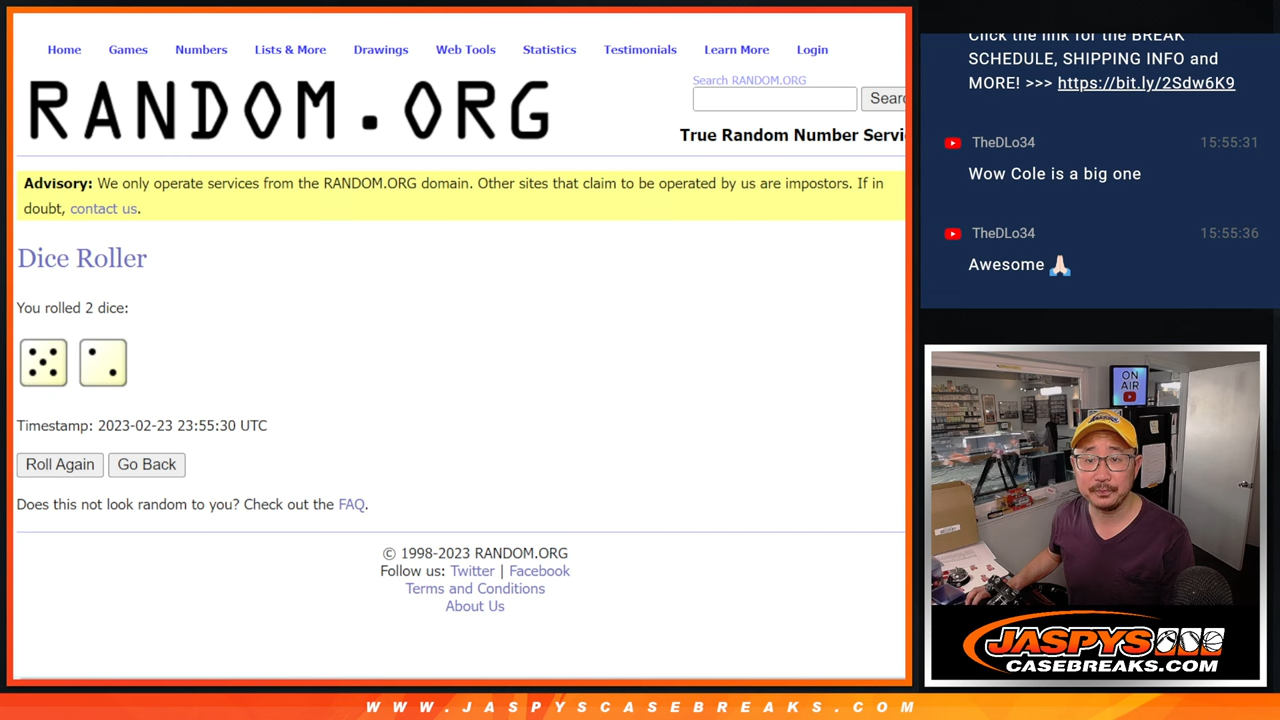 Home Games Numbers Lists & More Drawings Web Tools Statistics Testimonials Learn More Login
RANDOM.ORG
Search RANDOM.ORG
Searc
True Random Number Servi
Advisory: We only operate services from the RANDOM.ORG domain. Other sites that claim to be operated by us are impostors. If in
doubt, contact us.
Dice Roller
You rolled 2 dice:
Timestamp: 2023-02-23 23:55:30 UTC
Roll Again Go Back
Does this not look random to you? Check out the FAQ.
© 1998-2023 RANDOM.ORG
Follow us: Twitter | Facebook
Terms and Conditions
About Us
Click the link for the BREAK
SCHEDULE, SHIPPING INFO and
MORE! >>> https://bit.ly/2Sdw6K9
TheDLo34 15:55:31
Wow Cole is a big one
TheDLo34 15:55:36
Awesome 🙏🏻
ON
AIR
JASPYS
CASEBREAKS.COM
WWW.JASPYSCASEBREAKS.COM